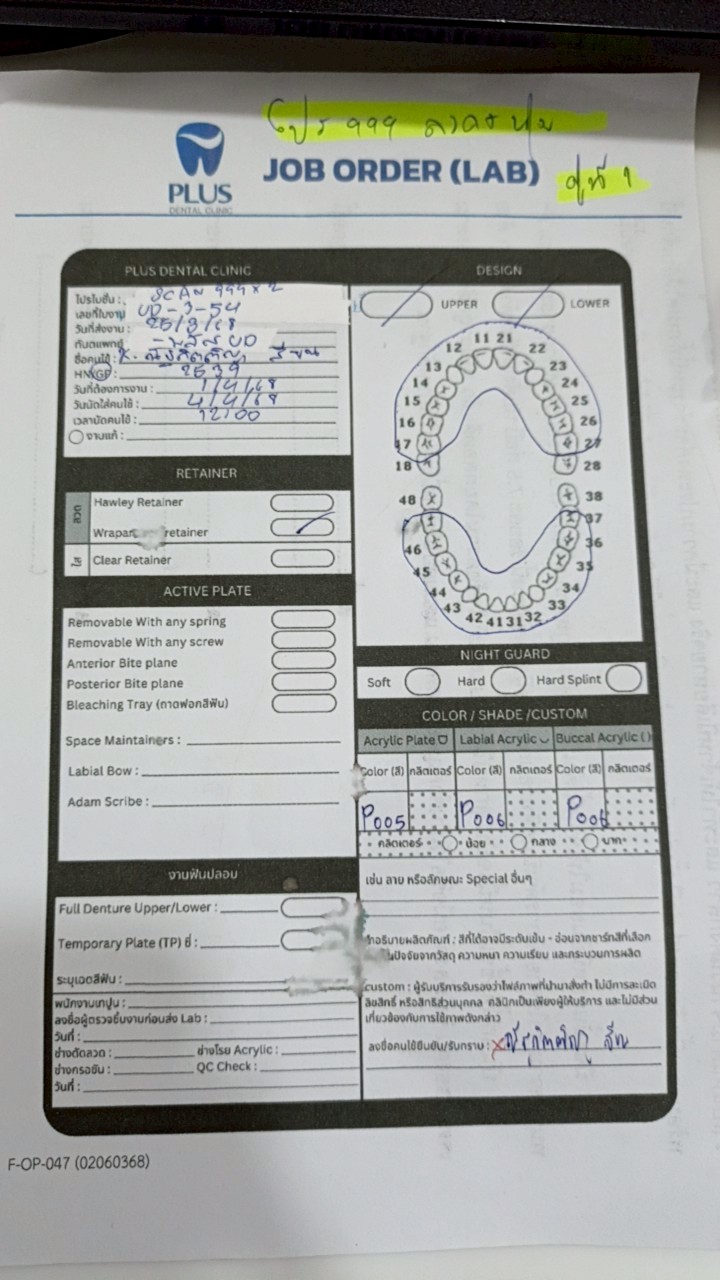 โปร 999
PLUS
DENTAL CLINIC
JOB ORDER (LAB)
คู่ที่ 1
PLUS DENTAL CLINIC
โปรโมชั่น : SCAN 999 x 2
เลขที่ใบงาน UD-3-54
วันที่ส่งงาน : 25/3/68
ทันตแพทย์ UD
ชื่อคนไข้ : K.
HN 2539
วันที่ต้องการงาน : 1/4/68
วันนัดใส่คนไข้ : 4/4/68
เวลานัดคนไข้ : 12:00
งานแก้ :
DESIGN
UPPER LOWER
11 21
12 22
13 23
14 24
15 25
16 26
17 27
18 28
48 38
37
46 36
45 35
44 34
43 33
42 41 31 32
RETAINER
Hawley Retainer
Wrapar retainer
ใส Clear Retainer
ACTIVE PLATE
Removable With any spring
Removable With any screw
Anterior Bite plane
Posterior Bite plane
Bleaching Tray (ถาดฟอกสีฟัน)
Space Maintainers :
Labial Bow :
Adam Scribe :
NIGHT GUARD
Soft Hard Hard Splint
COLOR / SHADE /CUSTOM
Acrylic Plate Labial Acrylic Buccal Acrylic ( )
Color (สี) กลิตเตอร์ Color (สี) กลิตเตอร์ Color (สี) กลิตเตอร์
P005 P006 P006
กลิตเตอร์ น้อย กลาง มาก
งานฟันปลอม
Full Denture Upper/Lower :
Temporary Plate (TP) ซี่ :
ระบุเฉดสีฟัน :
พนักงานเทปูน :
ลงชื่อผู้ตรวจชิ้นงานก่อนส่ง Lab :
วันที่ :
ช่างดัดลวด : ช่างโรย Acrylic :
ช่างกรอขัด : QC Check :
วันที่ :
เช่น ลาย หรือลักษณะ Special อื่นๆ
คำอธิบายผลิตภัณฑ์ : สีที่ได้อาจมีระดับเข้ม - อ่อนจากชาร์ทสีที่เลือก
ปัจจัยจากวัสดุ ความหนา ความเรียบ และกระบวนการผลิต
custom : ผู้รับบริการรับรองว่าไฟล์ภาพที่นำมาสั่งทำ ไม่มีการละเมิด
ลิขสิทธิ์ หรือสิทธิส่วนบุคคล คลินิกเป็นเพียงผู้ให้บริการ และไม่มีส่วน
เกี่ยวข้องกับการใช้ภาพดังกล่าว
ลงชื่อคนไข้ยืนยัน/รับทราบ :
F-OP-047 (02060368)